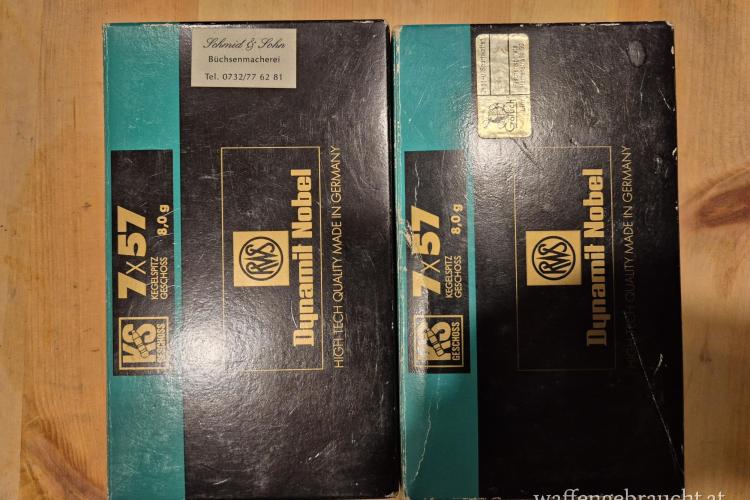 Schmid & Sohn
Büchsenmacherei
Tel. 0732/77 62 81
KS
GESCHOSS
7x57
KEGELSPITZ
GESCHOSS
8,0 g
RWS
Dynamit Nobel
HIGH TECH QUALITY MADE IN GERMANY
KS
GESCHOSS
7x57
KEGELSPITZ
GESCHOSS
8,0 g
RWS
Dynamit Nobel
HIGH TECH QUALITY MADE IN GERMANY
waffengebraucht.at